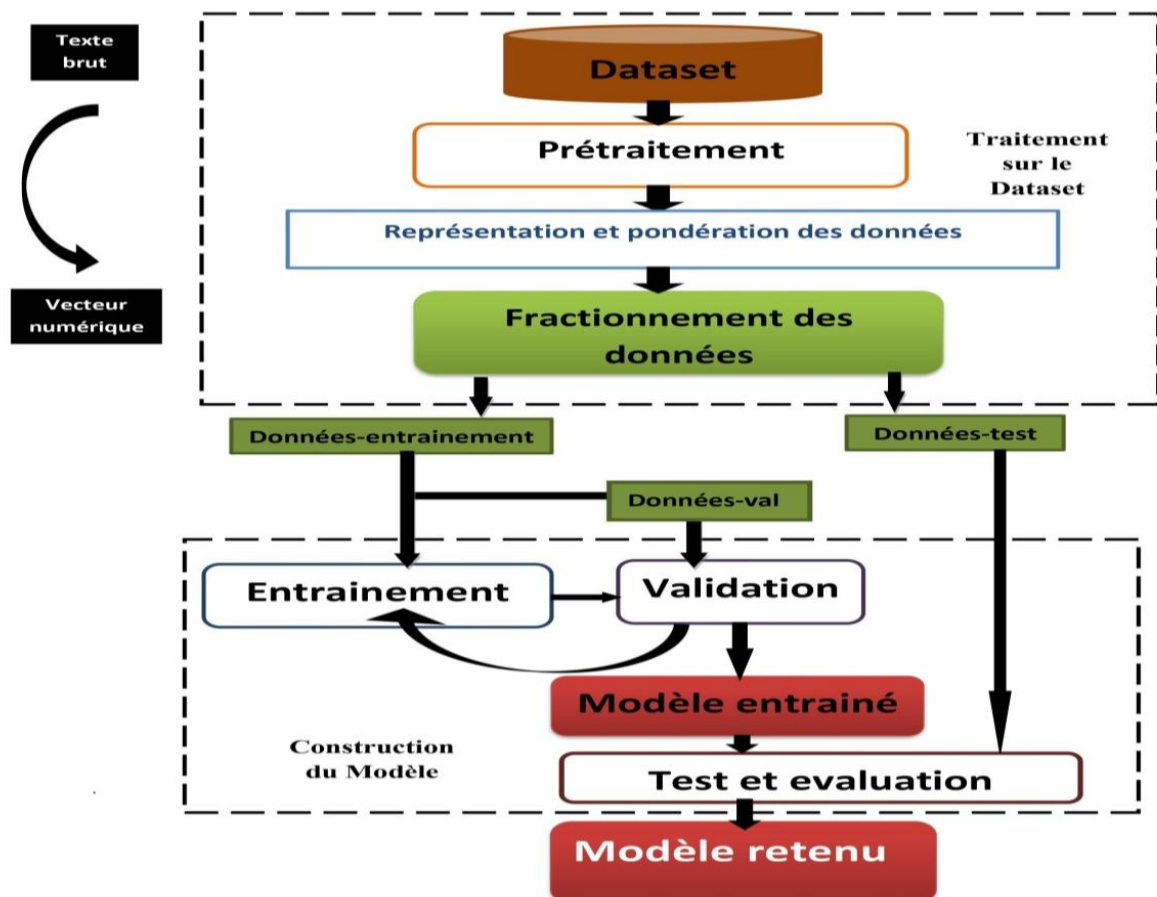 Texte
brut
Dataset
Prétraitement
Traitement
sur le
Dataset
Représentation et pondération des données
Vecteur
numérique
Fractionnement des
données
Données-entrainement
Données-test
Données-val
Entrainement
Validation
Modèle entrainé
Construction
du Modèle
Test et evaluation
Modèle retenu